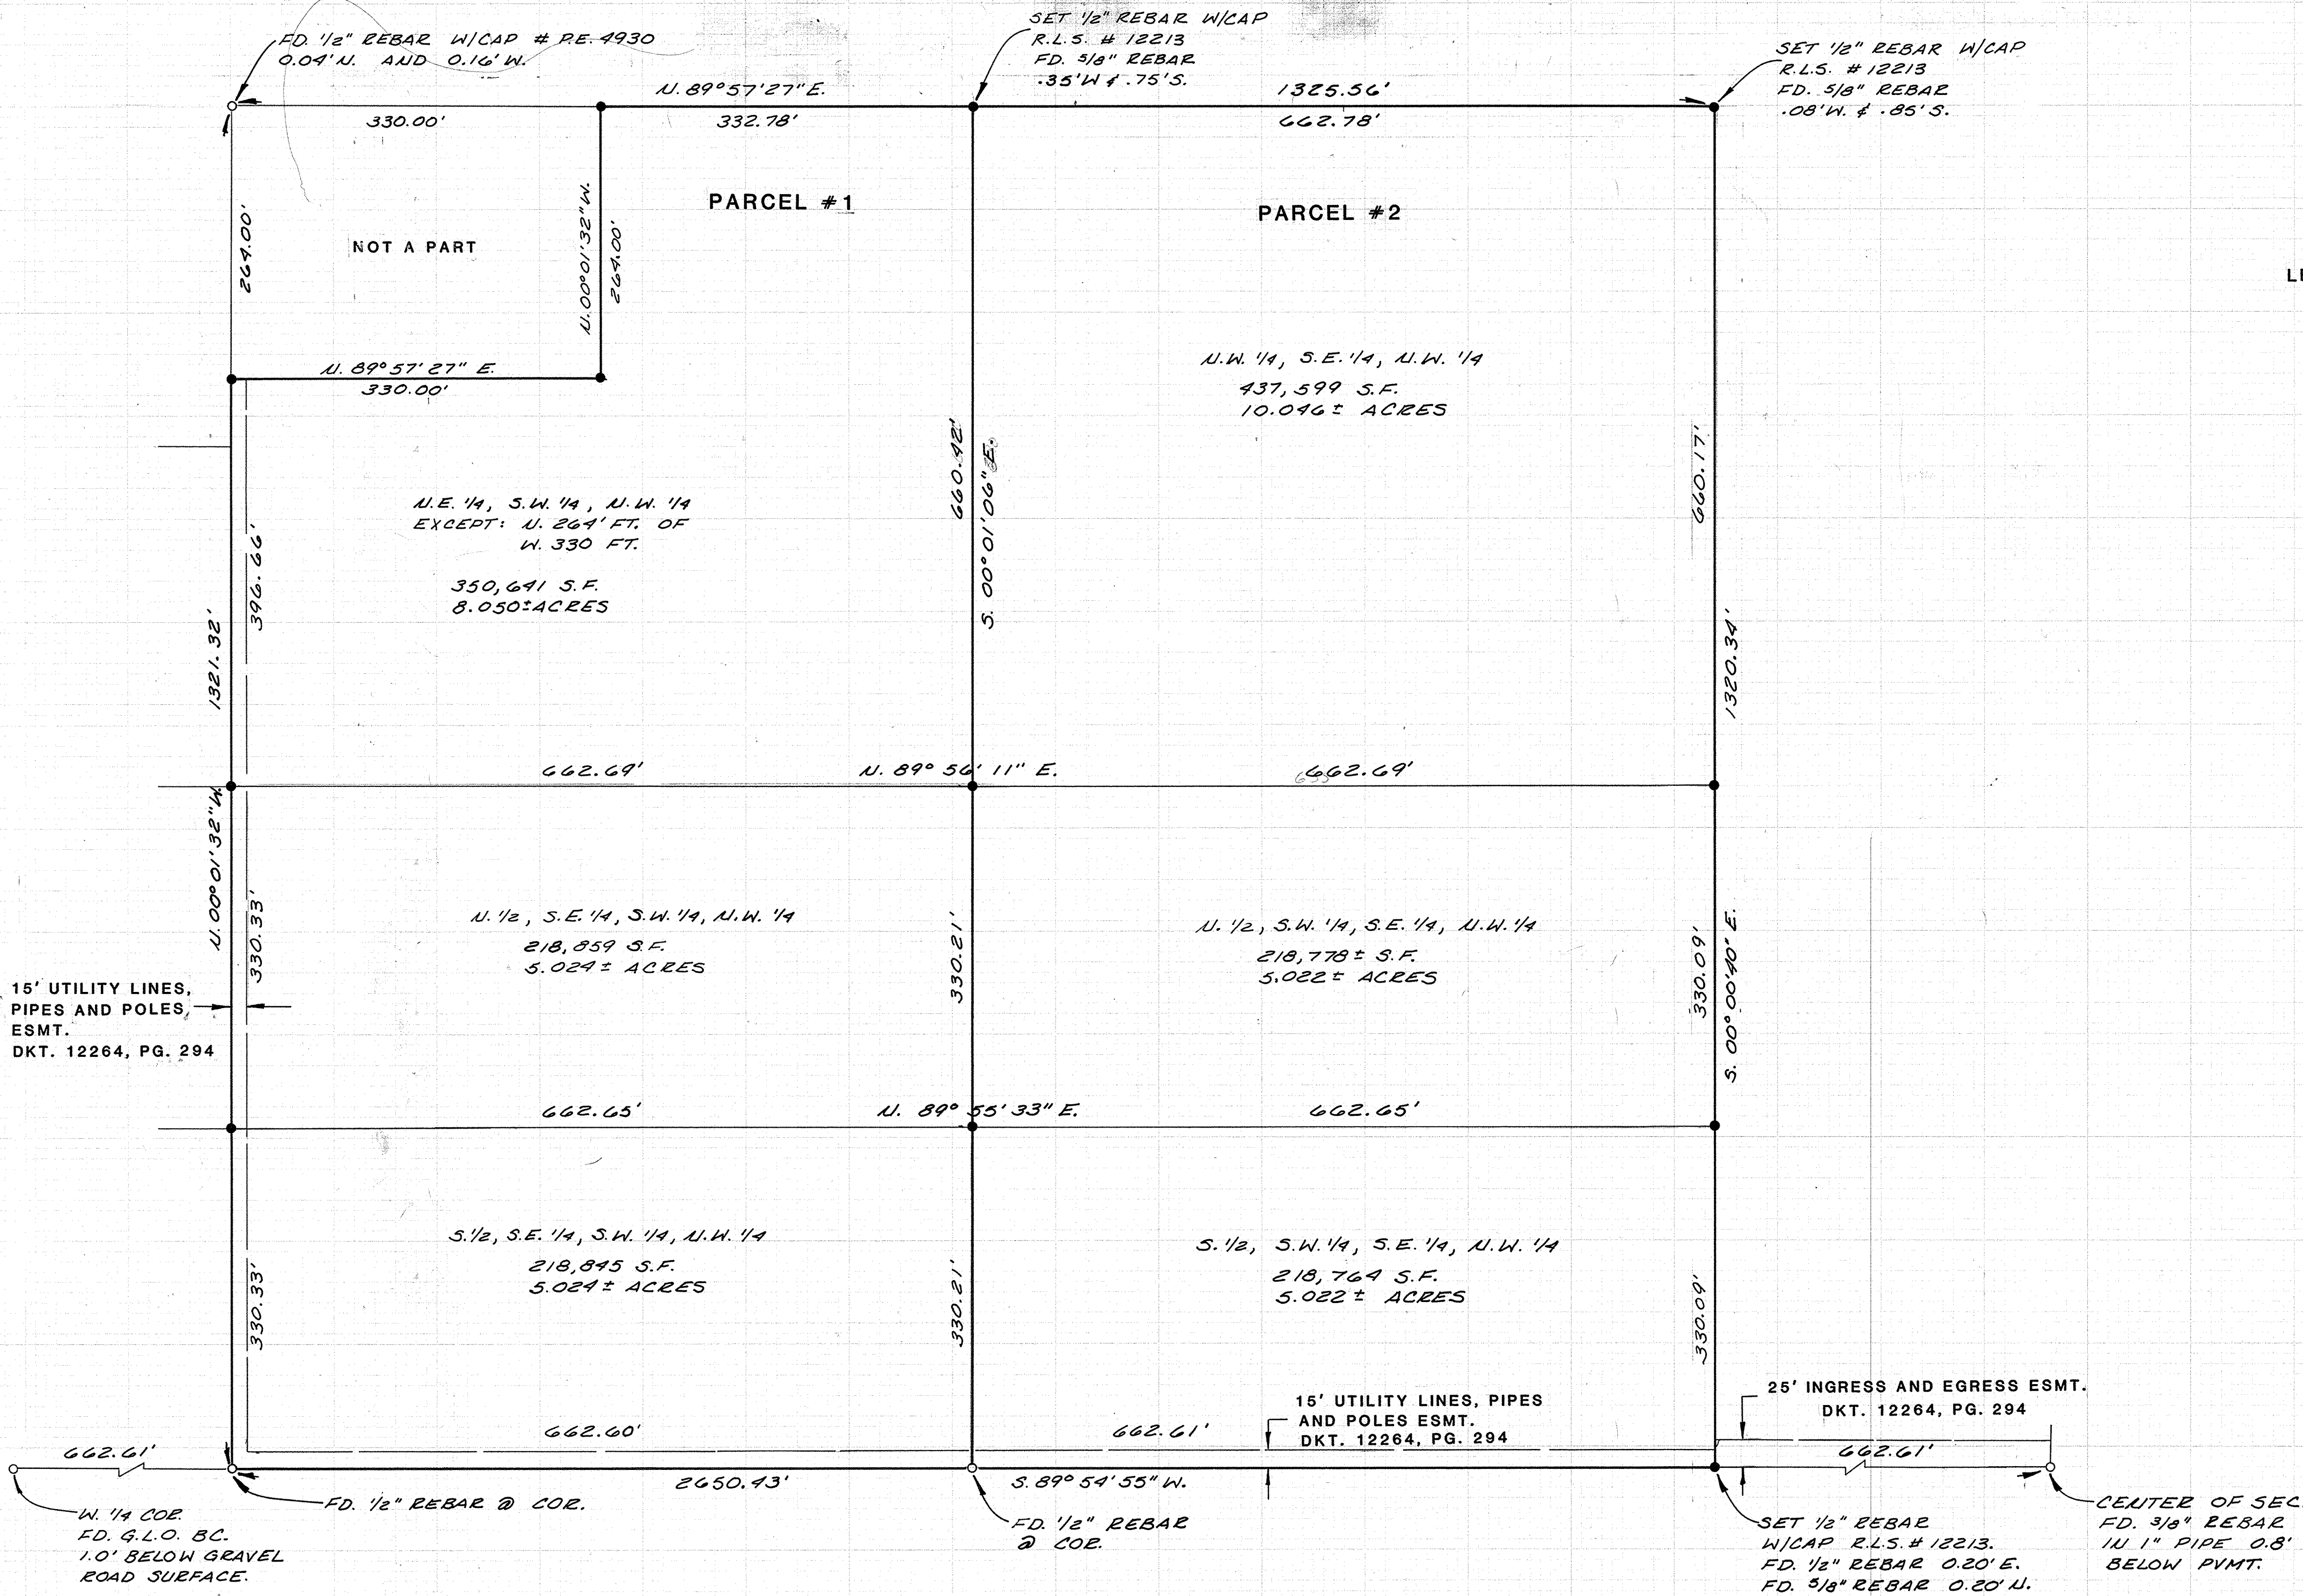 FD. 1/2" REBAR W/CAP # P.E. 4930
0.04' N. AND 0.16' W.
SET 1/2" REBAR W/CAP
R.L.S. # 12213
FD. 5/8" REBAR
.35' W & .75' S.
SET 1/2" REBAR W/CAP
R.L.S. # 12213
FD. 5/8" REBAR
.08' W. & .85' S.
N. 89° 57' 27" E.
1325.56'
330.00'
332.78'
662.78'
264.00'
NOT A PART
N. 00° 01' 32" W.
264.00'
PARCEL #1
PARCEL #2
N. 89° 57' 27" E.
330.00'
N.W. 1/4, S.E. 1/4, N.W. 1/4
437,599 S.F.
10.046 ± ACRES
N.E. 1/4, S.W. 1/4, N.W. 1/4
EXCEPT: N. 264' FT. OF
W. 330 FT.
350,641 S.F.
8.050 ± ACRES
396.66'
1321.32'
660.42'
S. 00° 01' 06" E.
660.17'
1320.34'
662.69'
N. 89° 56' 11" E.
662.69'
N. 00° 01' 32" W.
330.33'
N. 1/2, S.E. 1/4, S.W. 1/4, N.W. 1/4
218,859 S.F.
5.024 ± ACRES
330.21'
N. 1/2, S.W. 1/4, S.E. 1/4, N.W. 1/4
218,778 ± S.F.
5.022 ± ACRES
330.09'
S. 00° 00' 40" E.
15' UTILITY LINES,
PIPES AND POLES,
ESMT.
DKT. 12264, PG. 294
662.65'
N. 89° 55' 33" E.
662.65'
330.33'
S. 1/2, S.E. 1/4, S.W. 1/4, N.W. 1/4
218,845 S.F.
5.024 ± ACRES
330.21'
S. 1/2, S.W. 1/4, S.E. 1/4, N.W. 1/4
218,764 S.F.
5.022 ± ACRES
330.09'
15' UTILITY LINES, PIPES
AND POLES ESMT.
DKT. 12264, PG. 294
25' INGRESS AND EGRESS ESMT.
DKT. 12264, PG. 294
662.61'
662.60'
662.61'
662.61'
2650.43'
S. 89° 54' 55" W.
W. 1/4 COR.
FD. G.L.O. BC.
1.0' BELOW GRAVEL
ROAD SURFACE.
FD. 1/2" REBAR @ COR.
FD. 1/2" REBAR
@ COR.
SET 1/2" REBAR
W/CAP R.L.S. # 12213.
FD. 1/2" REBAR 0.20' E.
FD. 5/8" REBAR 0.20' N.
CENTER OF SEC.
FD. 3/8" REBAR
IN 1" PIPE 0.8'
BELOW PVMT.